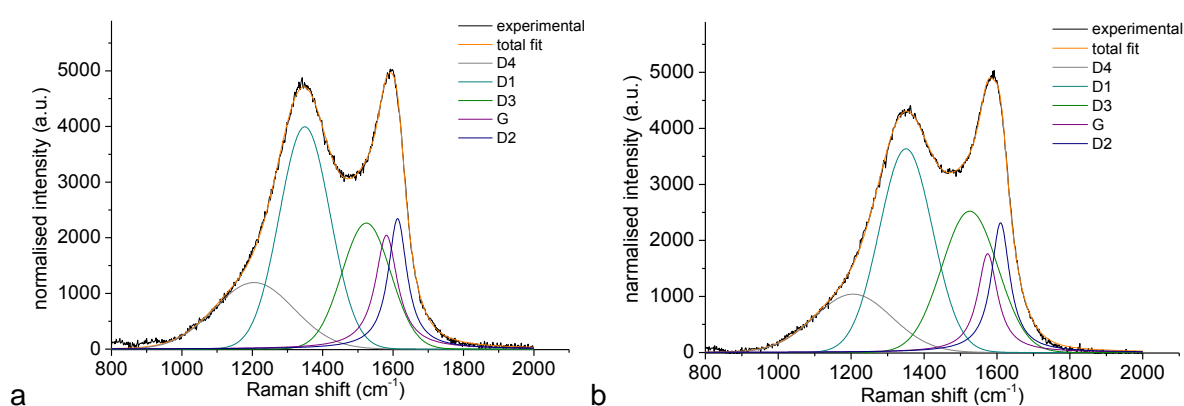 experimental
total fit
D4
D1
D3
G
D2
normalised intensity (a.u.)
5000
4000
3000
2000
1000
0
800 1000 1200 1400 1600 1800 2000
Raman shift (cm⁻¹)
a
experimental
total fit
D4
D1
D3
G
D2
narmalised intensity (a.u.)
5000
4000
3000
2000
1000
0
800 1000 1200 1400 1600 1800 2000
Raman shift (cm⁻¹)
b